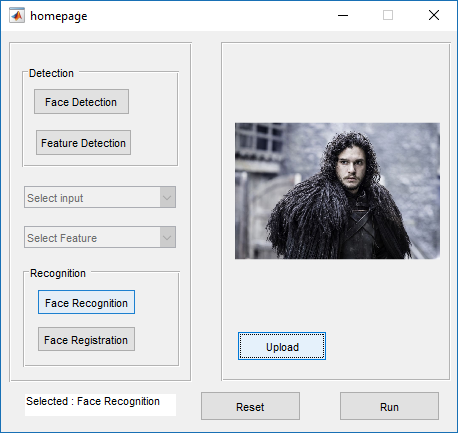 homepage
Detection
Face Detection
Feature Detection
Select input
Select Feature
Recognition
Face Recognition
Face Registration
Upload
Selected : Face Recognition
Reset
Run